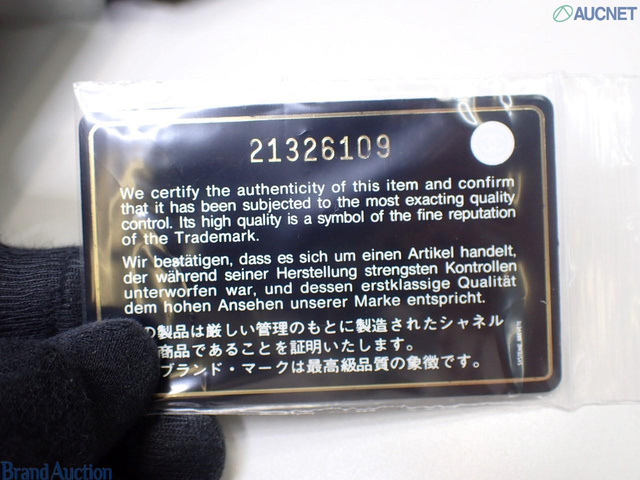 AUCNET
21326109
We certify the authenticity of this item and confirm
that it has been subjected to the most exacting quality
control. Its high quality is a symbol of the fine reputation
of the Trademark.
Wir bestätigen, dass es sich um einen Artikel handelt,
der während seiner Herstellung strengsten Kontrollen
unterworfen war, und dessen erstklassige Qualität
dem hohen Ansehen unserer Marke entspricht.
の製品は厳しい管理のもとに製造されたシャネル
商品であることを証明いたします。
ブランド・マークは最高級品質の象徴です。
Brand Auction